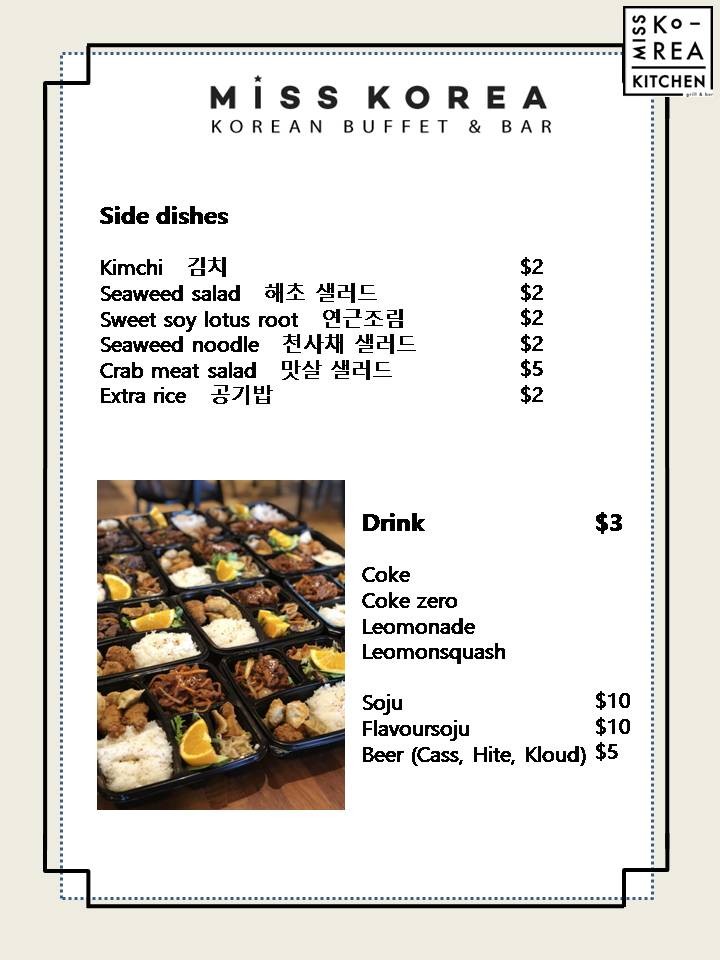 MISS
Ko-
REA
KITCHEN
grill & bar
MiSS KOREA
KOREAN BUFFET & BAR
Side dishes
Kimchi 김치 $2
Seaweed salad 해초 샐러드 $2
Sweet soy lotus root 연근조림 $2
Seaweed noodle 천사채 샐러드 $2
Crab meat salad 맛살 샐러드 $5
Extra rice 공기밥 $2
Drink $3
Coke
Coke zero
Leomonade
Leomonsquash
Soju $10
Flavoursoju $10
Beer (Cass, Hite, Kloud) $5